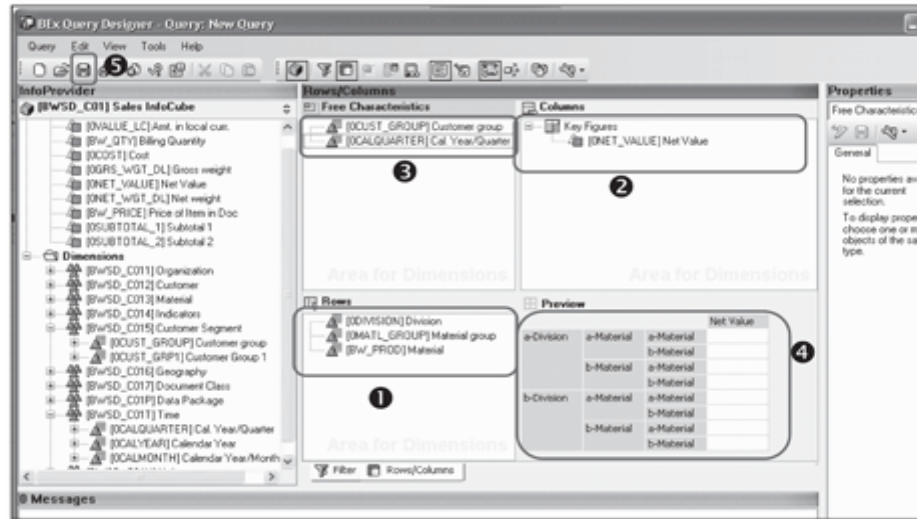 BEx Query Designer - Query: New Query
Query Edit View Tools Help
5
InfoProvider
[BWSD_C01] Sales InfoCube
[0VALUE_LC] Amt. in local curr.
[BW_QTY] Billing Quantity
[0COST] Cost
[0GRS_WGT_DL] Gross weight
[0NET_VALUE] Net Value
[0NET_WGT_DL] Net weight
[BW_PRICE] Price of Item in Doc
[0SUBTOTAL_1] Subtotal 1
[0SUBTOTAL_2] Subtotal 2
Dimensions
[BWSD_C011] Organization
[BWSD_C012] Customer
[BWSD_C013] Material
[BWSD_C014] Indicators
[BWSD_C015] Customer Segment
[0CUST_GROUP] Customer group
[0CUST_GRP1] Customer Group 1
[BWSD_C016] Geography
[BWSD_C017] Document Class
[BWSD_C01P] Data Package
[BWSD_C01T] Time
[0CALQUARTER] Cal. Year/Quarter
[0CALYEAR] Calendar Year
[0CALMONTH] Calendar Year/Month
Rows/Columns
Free Characteristics
[0CUST_GROUP] Customer group
[0CALQUARTER] Cal. Year/Quarter
3
Area for Dimensions
Columns
Key Figures
[0NET_VALUE] Net Value
2
Area for Dimensions
Rows
[0DIVISION] Division
[0MATL_GROUP] Material group
[BW_PROD] Material
1
Area for Dimensions
Preview
Net Value
a-Division a-Material a-Material
b-Material
b-Material a-Material
b-Material
b-Division a-Material a-Material
b-Material
b-Material a-Material
b-Material
4
Filter Rows/Columns
Properties
Free Characteristics
General
No properties av
for the current
selection.
To display prope
choose one or m
objects of the sa
type.
0 Messages